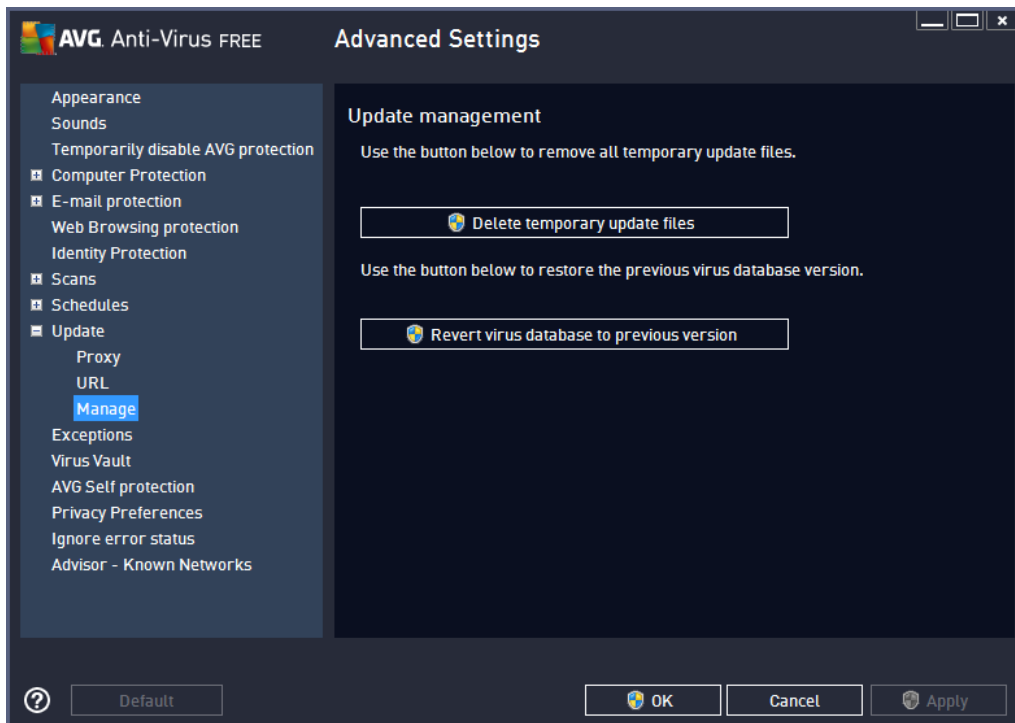 AVG. Anti-Virus FREE
Advanced Settings
Appearance
Sounds
Temporarily disable AVG protection
Computer Protection
E-mail protection
Web Browsing protection
Identity Protection
Scans
Schedules
Update
Proxy
URL
Manage
Exceptions
Virus Vault
AVG Self protection
Privacy Preferences
Ignore error status
Advisor - Known Networks
Update management
Use the button below to remove all temporary update files.
Delete temporary update files
Use the button below to restore the previous virus database version.
Revert virus database to previous version
Default
OK
Cancel
Apply